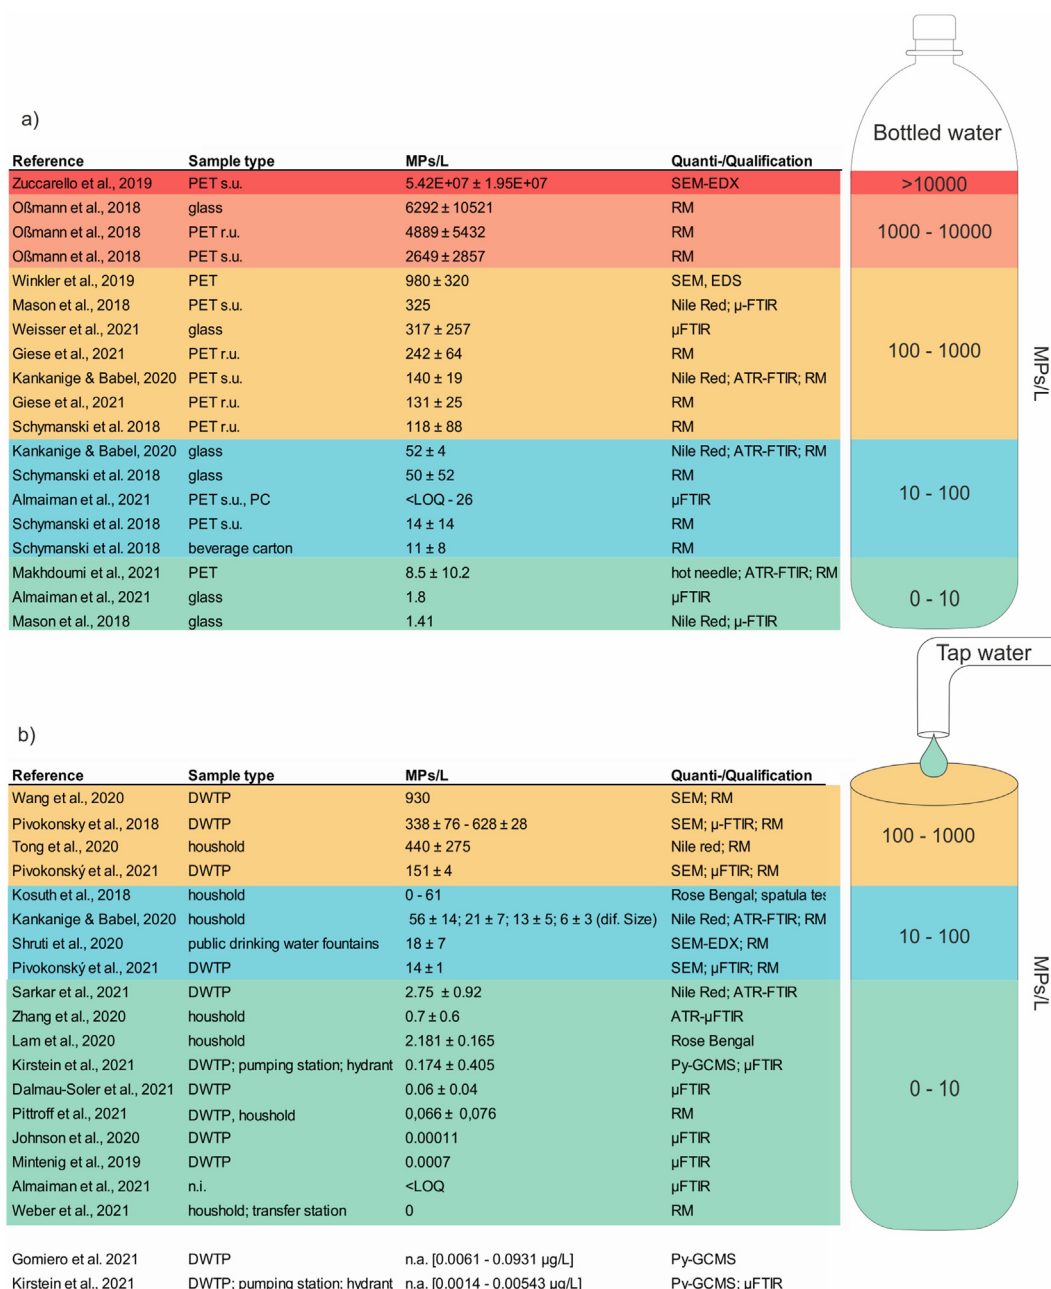 a)
Bottled water
Reference Sample type MPs/L Quanti-/Qualification
Zuccarello et al., 2019 PET s.u. 5.42E+07 ± 1.95E+07 SEM-EDX >10000
Oßmann et al., 2018 glass 6292 ± 10521 RM
Oßmann et al., 2018 PET r.u. 4889 ± 5432 RM 1000 - 10000
Oßmann et al., 2018 PET s.u. 2649 ± 2857 RM
Winkler et al., 2019 PET 980 ± 320 SEM, EDS
Mason et al., 2018 PET s.u. 325 Nile Red; µ-FTIR
Weisser et al., 2021 glass 317 ± 257 µFTIR
Giese et al., 2021 PET r.u. 242 ± 64 RM 100 - 1000
Kankanige & Babel, 2020 PET s.u. 140 ± 19 Nile Red; ATR-FTIR; RM
Giese et al., 2021 PET r.u. 131 ± 25 RM
Schymanski et al. 2018 PET r.u. 118 ± 88 RM
MPs/L
Kankanige & Babel, 2020 glass 52 ± 4 Nile Red; ATR-FTIR; RM
Schymanski et al. 2018 glass 50 ± 52 RM
Almaiman et al., 2021 PET s.u., PC <LOQ - 26 µFTIR 10 - 100
Schymanski et al. 2018 PET s.u. 14 ± 14 RM
Schymanski et al. 2018 beverage carton 11 ± 8 RM
Makhdoumi et al., 2021 PET 8.5 ± 10.2 hot needle; ATR-FTIR; RM
Almaiman et al., 2021 glass 1.8 µFTIR 0 - 10
Mason et al., 2018 glass 1.41 Nile Red; µ-FTIR
Tap water
b)
Reference Sample type MPs/L Quanti-/Qualification
Wang et al., 2020 DWTP 930 SEM; RM
Pivokonsky et al., 2018 DWTP 338 ± 76 - 628 ± 28 SEM; µ-FTIR; RM 100 - 1000
Tong et al., 2020 houshold 440 ± 275 Nile red; RM
Pivokonský et al., 2021 DWTP 151 ± 4 SEM; µFTIR; RM
Kosuth et al., 2018 houshold 0 - 61 Rose Bengal; spatula tes
Kankanige & Babel, 2020 houshold 56 ± 14; 21 ± 7; 13 ± 5; 6 ± 3 (dif. Size) Nile Red; ATR-FTIR; RM
Shruti et al., 2020 public drinking water fountains 18 ± 7 SEM-EDX; RM 10 - 100
Pivokonský et al., 2021 DWTP 14 ± 1 SEM; µFTIR; RM
MPs/L
Sarkar et al., 2021 DWTP 2.75 ± 0.92 Nile Red; ATR-FTIR
Zhang et al., 2020 houshold 0.7 ± 0.6 ATR-µFTIR
Lam et al., 2020 houshold 2.181 ± 0.165 Rose Bengal
Kirstein et al., 2021 DWTP; pumping station; hydrant 0.174 ± 0.405 Py-GCMS; µFTIR
Dalmau-Soler et al., 2021 DWTP 0.06 ± 0.04 µFTIR 0 - 10
Pittroff et al., 2021 DWTP, houshold 0,066 ± 0,076 RM
Johnson et al., 2020 DWTP 0.00011 µFTIR
Mintenig et al., 2019 DWTP 0.0007 µFTIR
Almaiman et al., 2021 n.i. <LOQ µFTIR
Weber et al., 2021 houshold; transfer station 0 RM
Gomiero et al. 2021 DWTP n.a. [0.0061 - 0.0931 µg/L] Py-GCMS
Kirstein et al., 2021 DWTP; pumping station; hydrant n.a. [0.0014 - 0.00543 µg/L] Py-GCMS; µFTIR